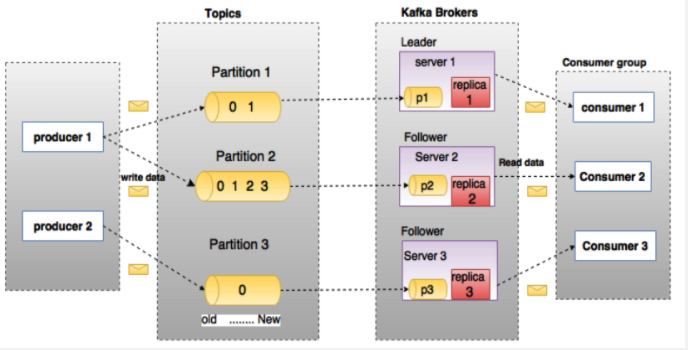 Topics
Kafka Brokers
Consumer group
producer 1
producer 2
write data
Partition 1
0 1
Partition 2
0 1 2 3
Partition 3
0
old ........ New
Leader
server 1
p1
replica
1
Follower
Server 2
p2
replica
2
Follower
Server 3
p3
replica
3
Read data
consumer 1
Consumer 2
Consumer 3